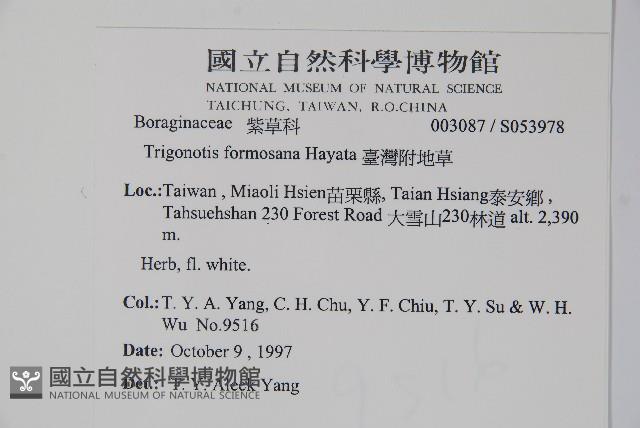 國立自然科學博物館
NATIONAL MUSEUM OF NATURAL SCIENCE
TAICHUNG, TAIWAN, R.O.CHINA
Boraginaceae 紫草科 003087 / S053978
Trigonotis formosana Hayata 臺灣附地草
Loc.:Taiwan , Miaoli Hsien苗栗縣, Taian Hsiang泰安鄉 ,
Tahsuehshan 230 Forest Road 大雪山230林道 alt. 2,390
m.
Herb, fl. white.
Col.: T. Y. A. Yang, C. H. Chu, Y. F. Chiu, T. Y. Su & W. H.
Wu No.9516
Date: October 9 , 1997
Det.: T. Y. Aleck Yang
國立自然科學博物館
NATIONAL MUSEUM OF NATURAL SCIENCE